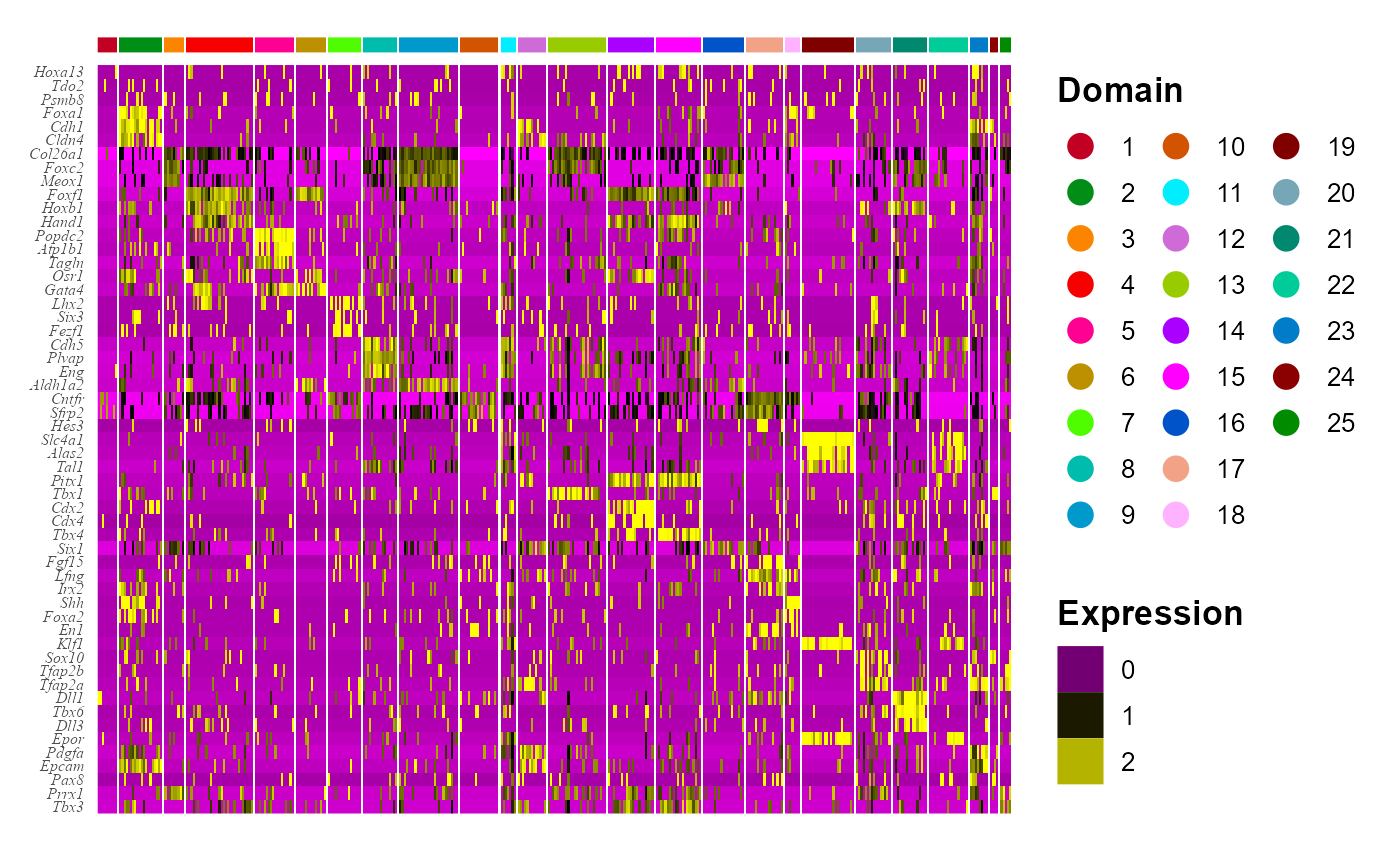 Hoxa13
Tdo2
Psmb8
Foxa1
Cdh1
Cldn4
Col26a1
Foxc2
Meox1
Foxf1
Hoxb1
Hand1
Popdc2
Atp1b1
Tagln
Osr1
Gata4
Lhx2
Six3
Fezf1
Cdh5
Plvap
Eng
Aldh1a2
Cntfr
Sfrp2
Hes3
Slc4a1
Alas2
Tal1
Pitx1
Tbx1
Cdx2
Cdx4
Tbx4
Six1
Fgf15
Lfng
Irx2
Shh
Foxa2
En1
Klf1
Sox10
Tfap2b
Tfap2a
Dll1
Tbx6
Dll3
Epor
Pdgfa
Epcam
Pax8
Prrx1
Tbx3
Domain
1 10 19
2 11 20
3 12 21
4 13 22
5 14 23
6 15 24
7 16 25
8 17
9 18
Expression
0
1
2